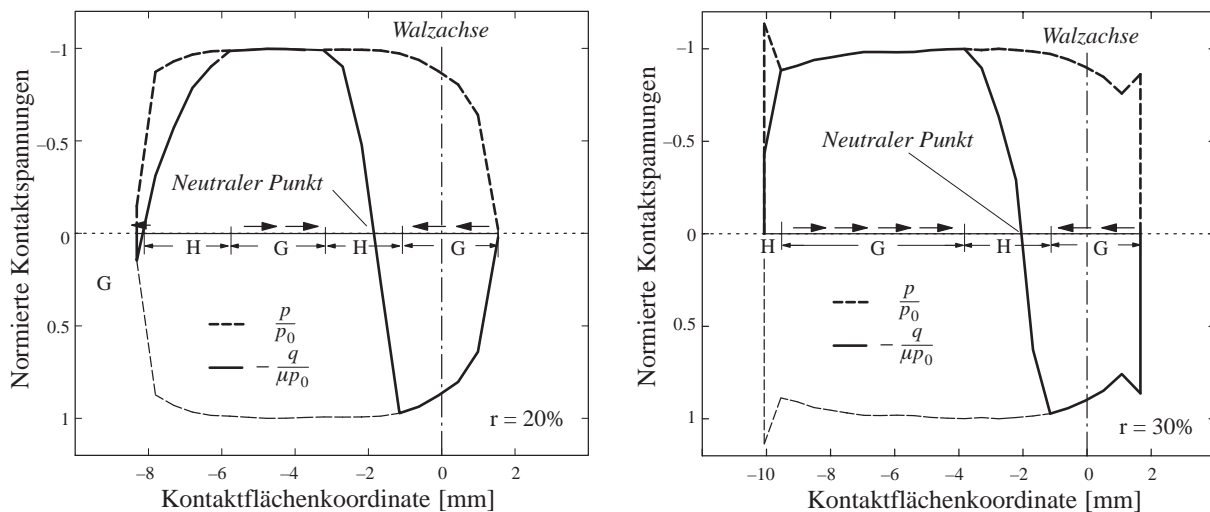 Walzachse
–1
–0.5
0
0.5
1
Normierte Kontaktspannungen
Neutraler Punkt
H G H G
G
p/p₀
– q/μp₀
r = 20%
–8 –6 –4 –2 0 2
Kontaktflächenkoordinate [mm]
Walzachse
–1
–0.5
0
0.5
1
Normierte Kontaktspannungen
Neutraler Punkt
H G H G
p/p₀
– q/μp₀
r = 30%
–10 –8 –6 –4 –2 0 2
Kontaktflächenkoordinate [mm]